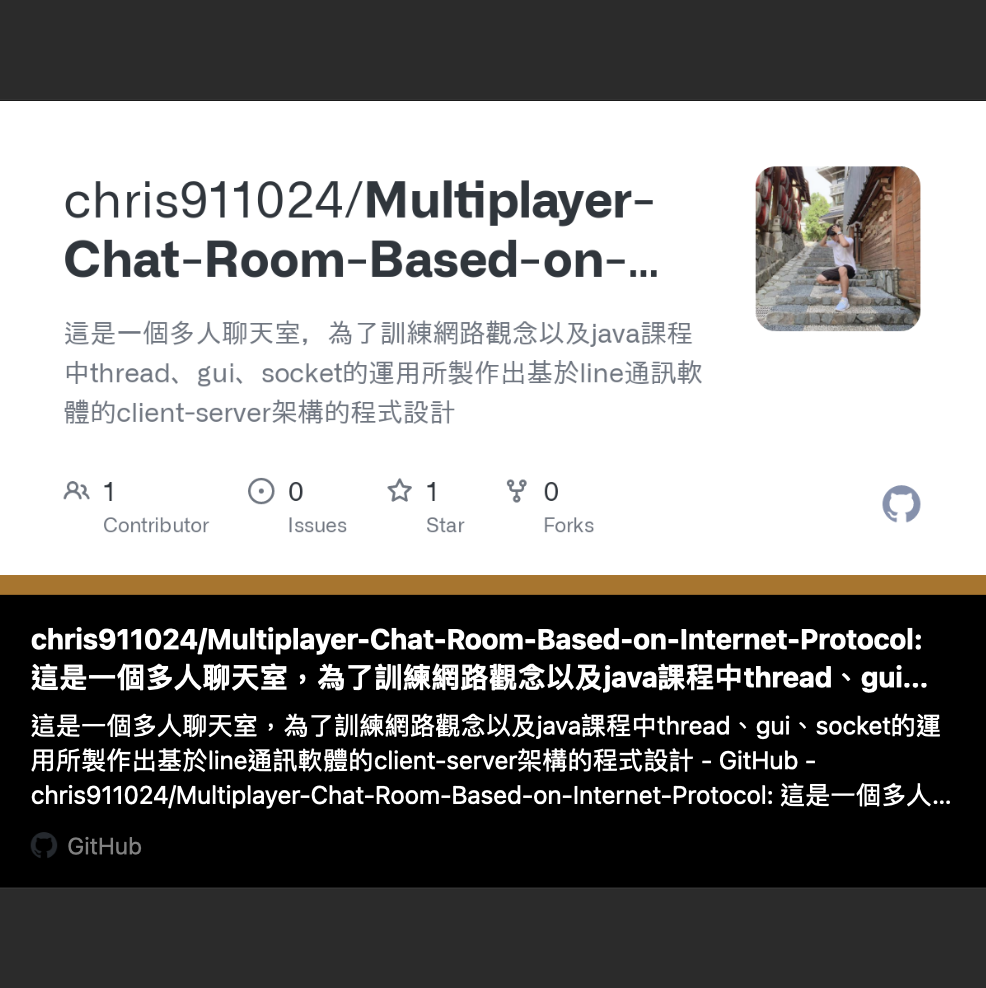 chris911024/Multiplayer-
Chat-Room-Based-on-...
這是一個多人聊天室，為了訓練網路觀念以及java課程
中thread、gui、socket的運用所製作出基於line通訊軟
體的client-server架構的程式設計
1
Contributor
0
Issues
1
Star
0
Forks
chris911024/Multiplayer-Chat-Room-Based-on-Internet-Protocol:
這是一個多人聊天室，為了訓練網路觀念以及java課程中thread、gui...
這是一個多人聊天室，為了訓練網路觀念以及java課程中thread、gui、socket的運
用所製作出基於line通訊軟體的client-server架構的程式設計 - GitHub -
chris911024/Multiplayer-Chat-Room-Based-on-Internet-Protocol: 這是一個多人...
GitHub